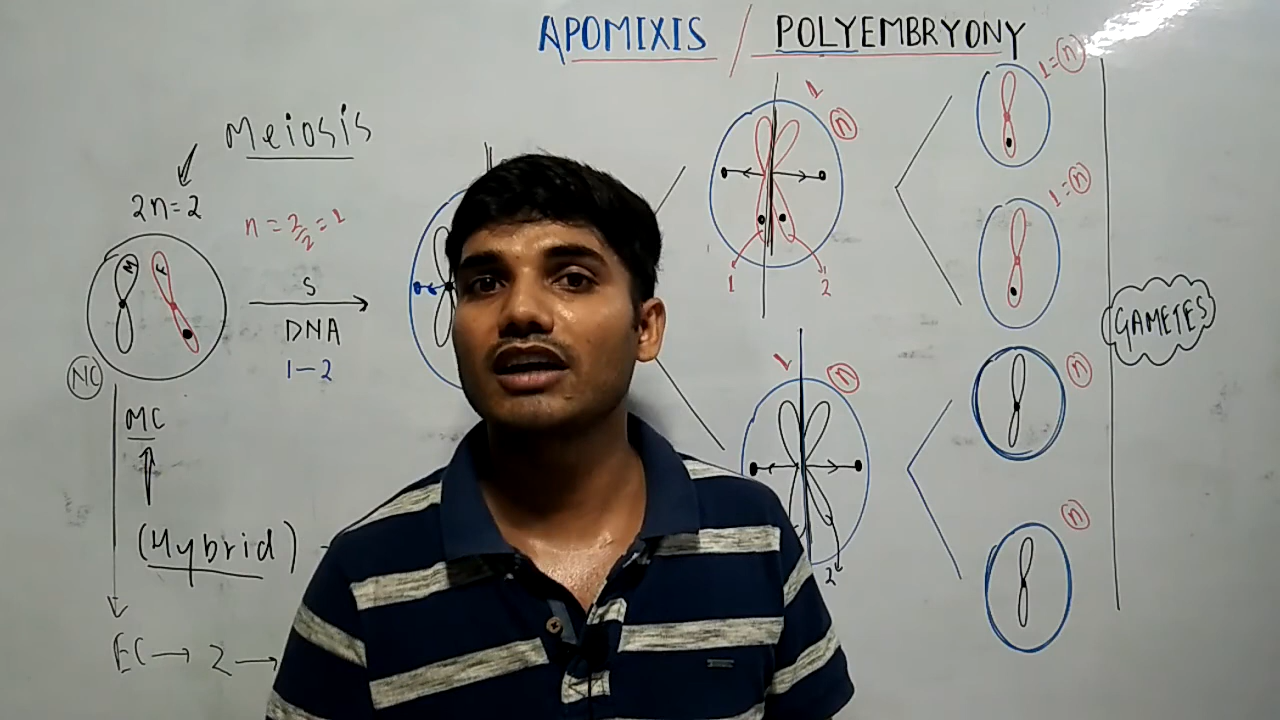 APOMIXIS / POLYEMBRYONY
Meiosis
2n=2
n = 2/2 = 1
M
F
S
DNA
1-2
NC
MC
(Hybrid)
EC → 2 →
1
n
1
2
1
n
2
1=n
1=n
n
n
GAMETES